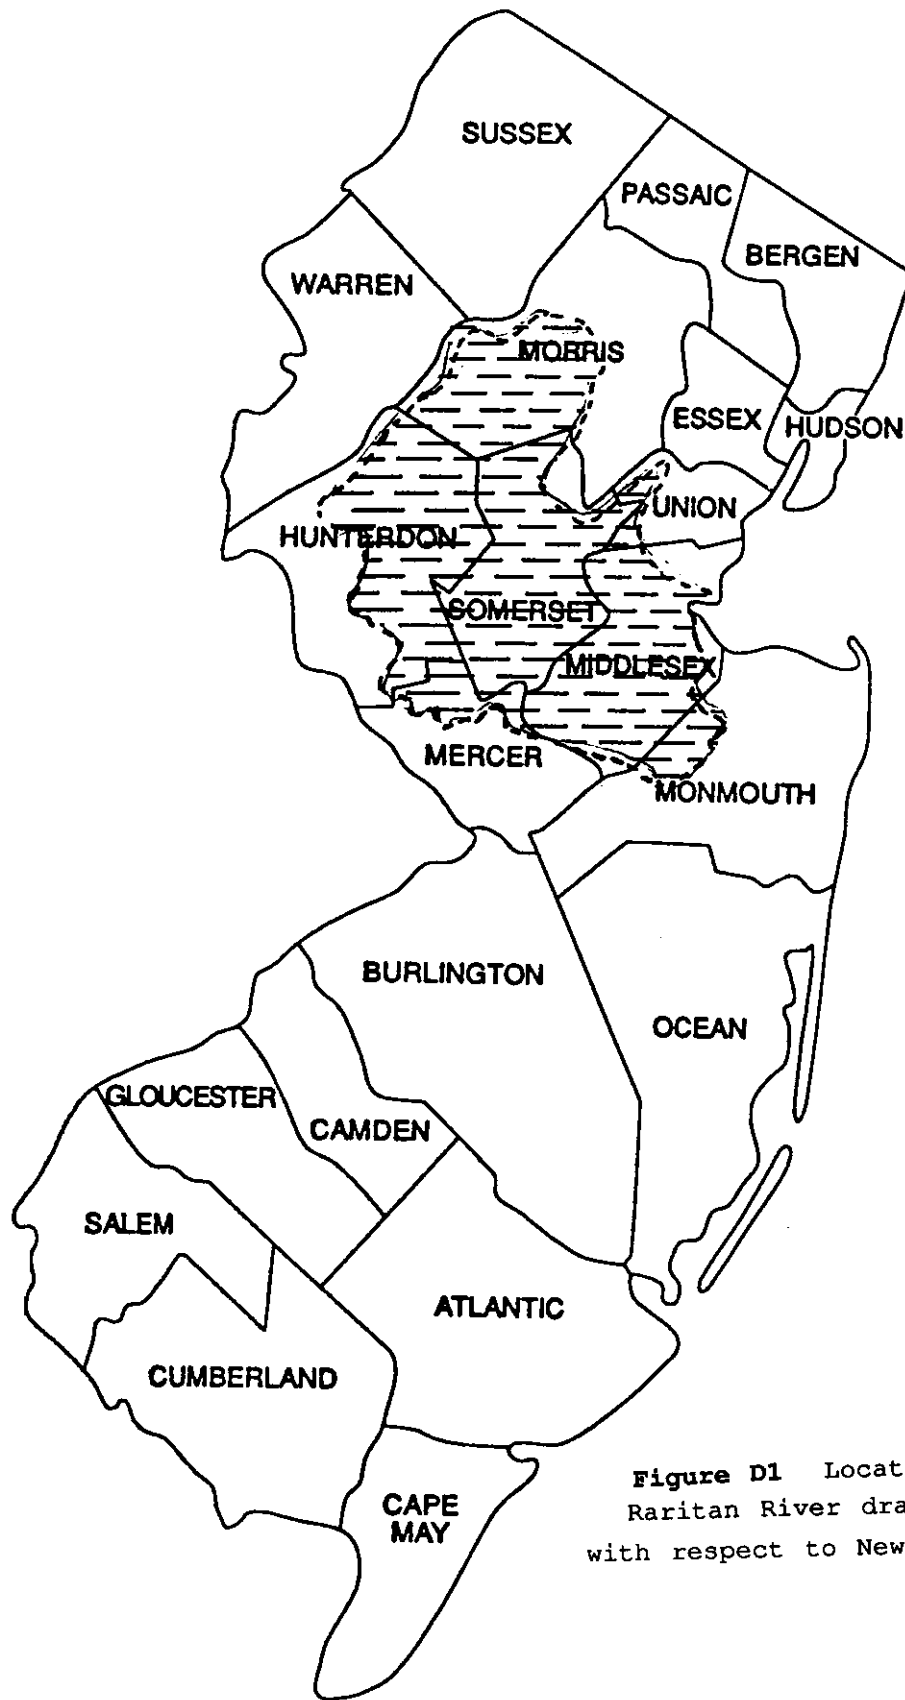 SUSSEX
PASSAIC
BERGEN
WARREN
MORRIS
ESSEX
HUDSON
UNION
HUNTERDON
SOMERSET
MIDDLESEX
MERCER
MONMOUTH
BURLINGTON
OCEAN
GLOUCESTER
CAMDEN
SALEM
ATLANTIC
CUMBERLAND
CAPE
MAY
Figure D1 Locat
Raritan River dra
with respect to New